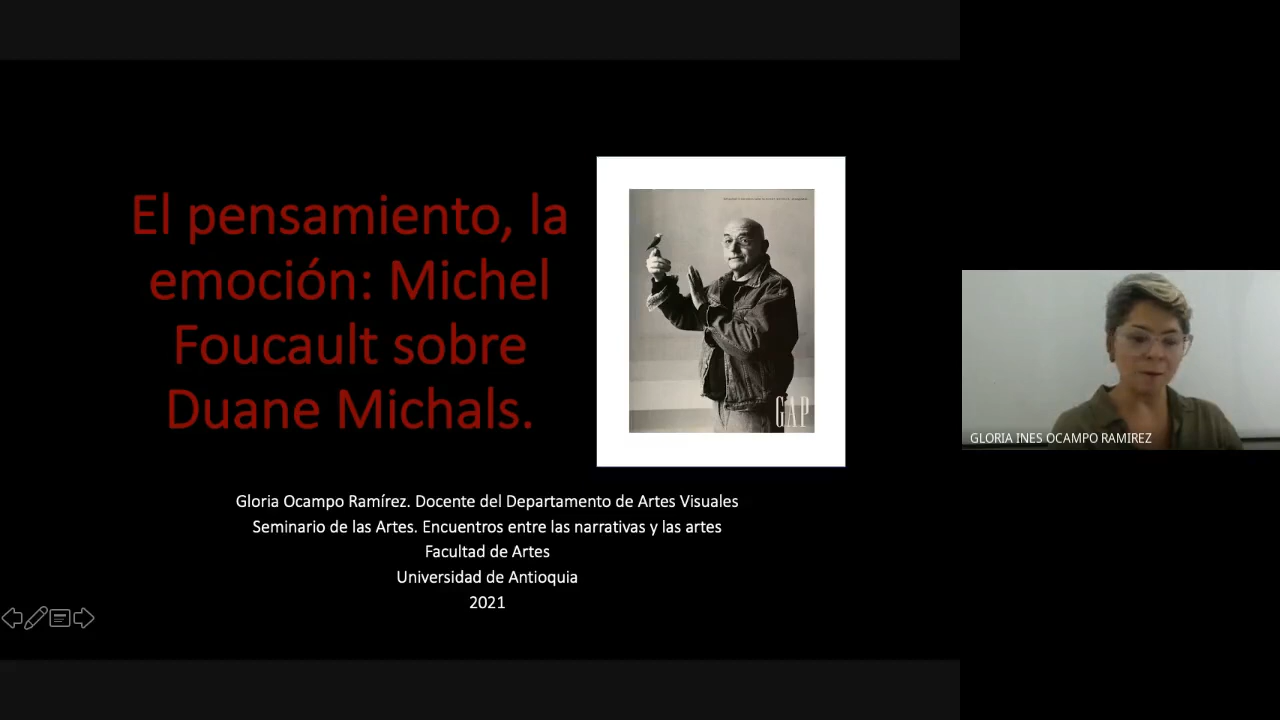 El pensamiento, la
emoción: Michel
Foucault sobre
Duane Michals.
GAP
Gloria Ocampo Ramírez. Docente del Departamento de Artes Visuales
Seminario de las Artes. Encuentros entre las narrativas y las artes
Facultad de Artes
Universidad de Antioquia
2021
GLORIA INES OCAMPO RAMIREZ